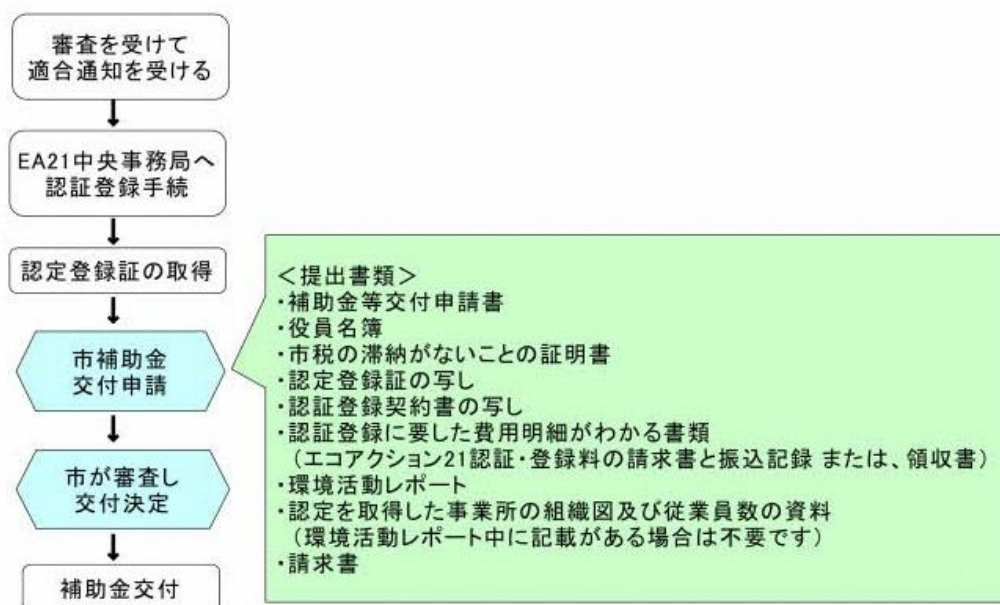 審査を受けて
適合通知を受ける
EA21中央事務局へ
認証登録手続
認定登録証の取得
市補助金
交付申請
＜提出書類＞
・補助金等交付申請書
・役員名簿
・市税の滞納がないことの証明書
・認定登録証の写し
・認証登録契約書の写し
・認証登録に要した費用明細がわかる書類
（エコアクション21認証・登録料の請求書と振込記録 または、領収書）
・環境活動レポート
・認定を取得した事業所の組織図及び従業員数の資料
（環境活動レポート中に記載がある場合は不要です）
・請求書
市が審査し
交付決定
補助金交付